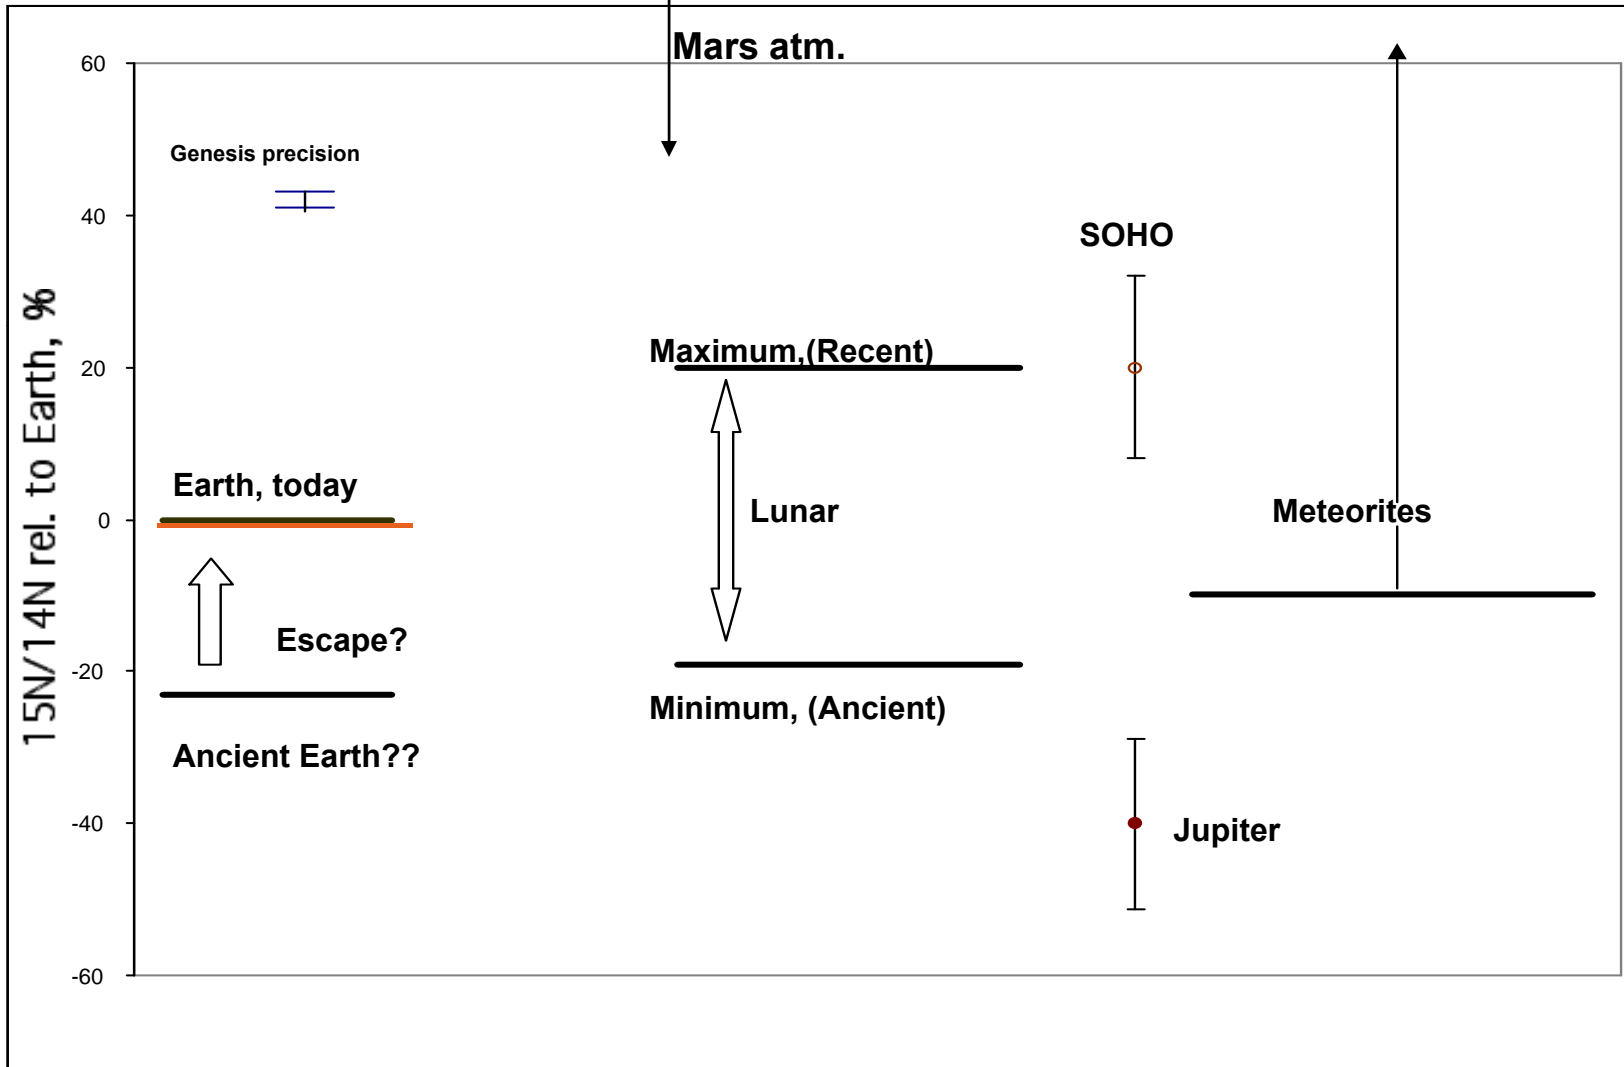 Mars atm.
60
Genesis precision
40
SOHO
Maximum,(Recent)
20
Earth, today
Lunar
Meteorites
0
Escape?
-20
Minimum, (Ancient)
Ancient Earth??
-40
Jupiter
-60
15N/14N rel. to Earth, %